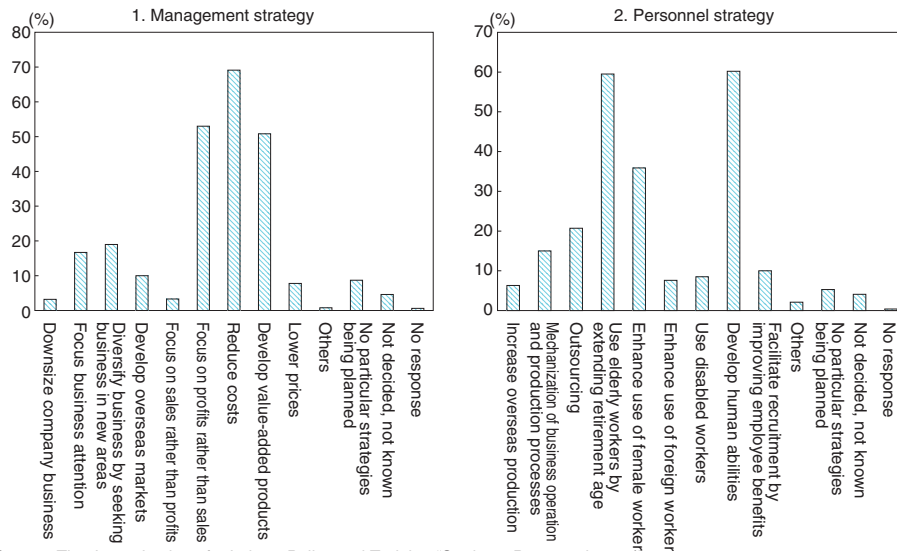 1. Management strategy
(%)
80
70
60
50
40
30
20
10
0
Downsize company business
Focus business attention
Diversify business by seeking
business in new areas
Develop overseas markets
Focus on sales rather than profits
Focus on profits rather than sales
Reduce costs
Develop value-added products
Lower prices
Others
No particular strategies
being planned
Not decided, not known
No response
2. Personnel strategy
(%)
70
60
50
40
30
20
10
0
Increase overseas production
Mechanization of business operation
and production processes
Outsourcing
Use elderly workers by
extending retirement age
Enhance use of female worker
Enhance use of foreign worker
Use disabled workers
Develop human abilities
Facilitate recruitment by
improving employee benefits
Others
No particular strategies
being planned
Not decided, not known
No response